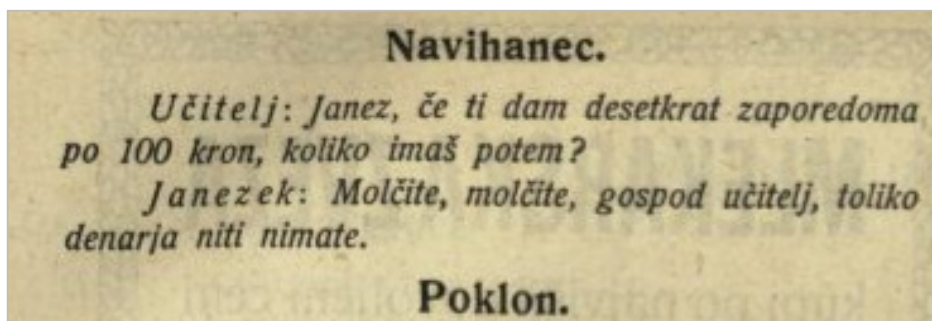 Navihanec.
Učitelj: Janez, če ti dam desetkrat zaporedoma
po 100 kron, koliko imaš potem?
Janezek: Molčite, molčite, gospod učitelj, toliko
denarja niti nimate.
Poklon.